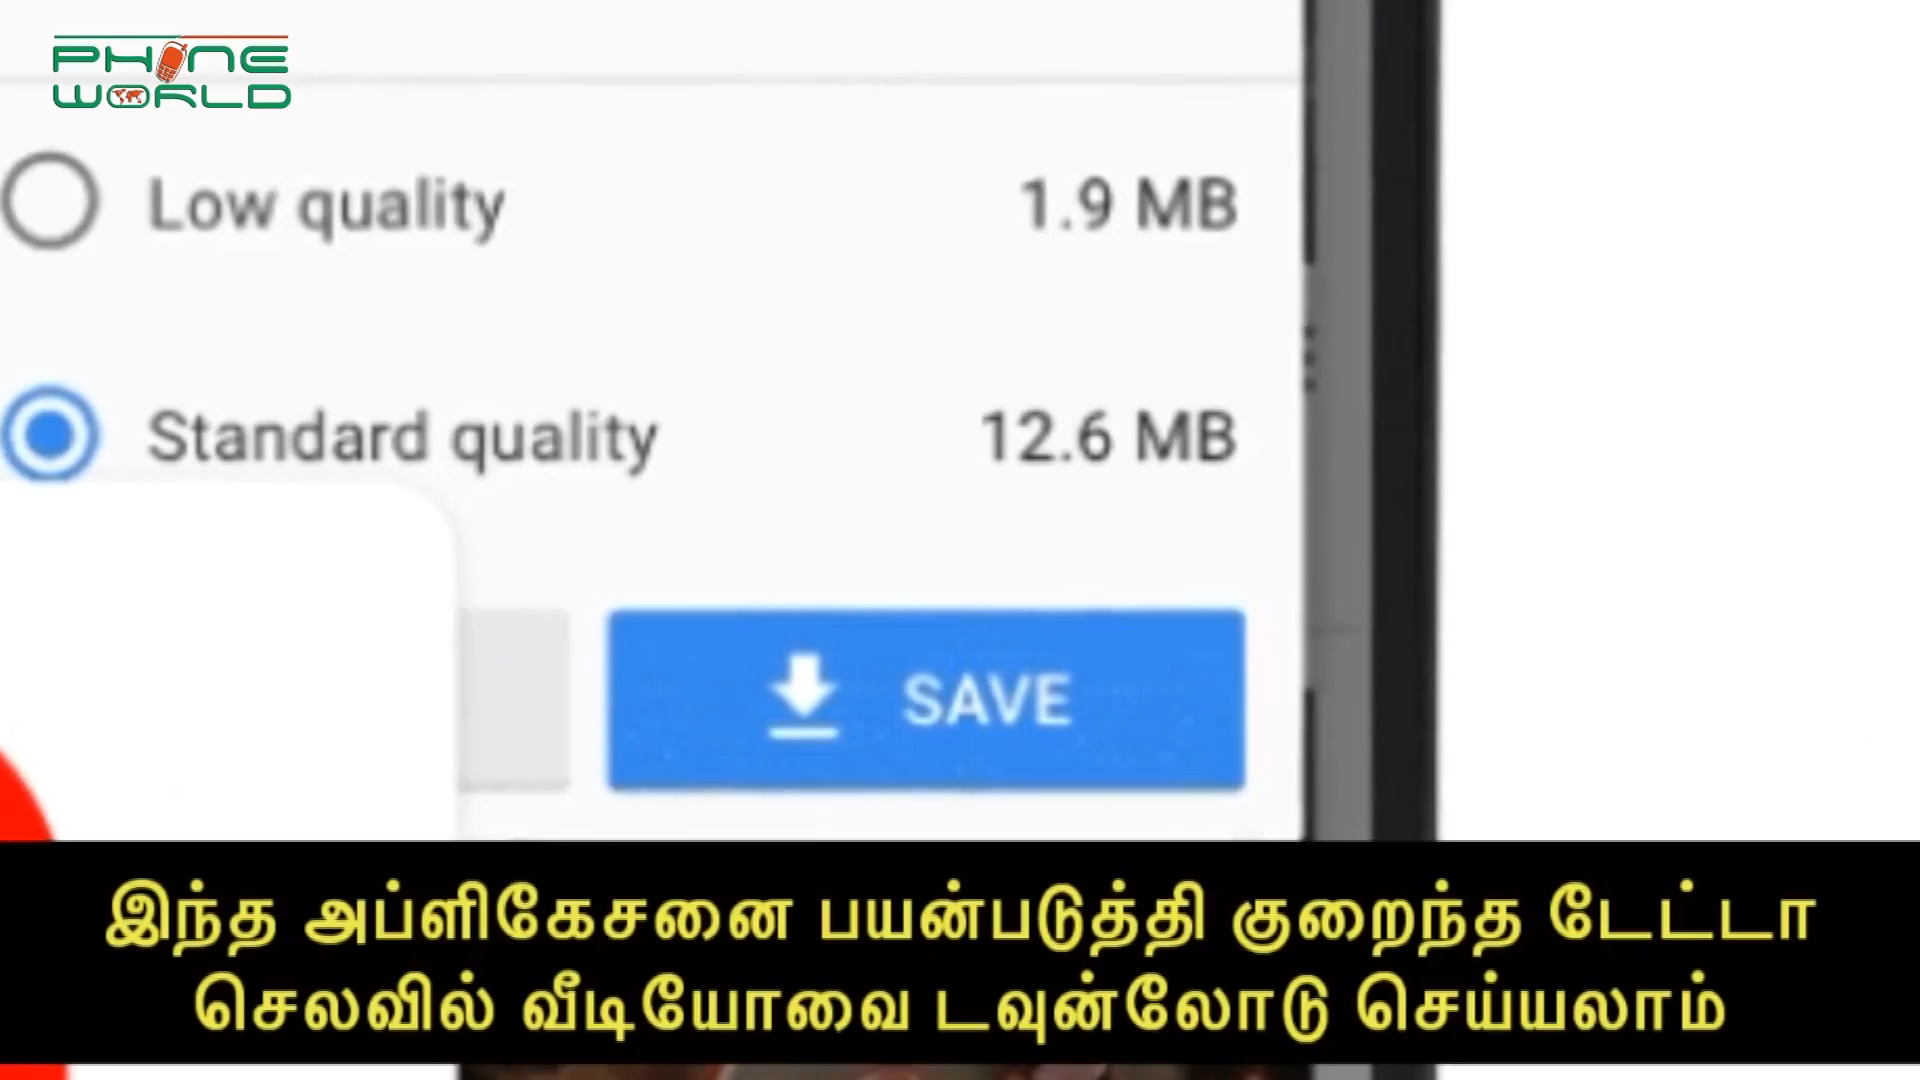 PHONE
WORLD
Low quality 1.9 MB
Standard quality 12.6 MB
SAVE
இந்த அப்ளிகேசனை பயன்படுத்தி குறைந்த டேட்டா
செலவில் வீடியோவை டவுன்லோடு செய்யலாம்